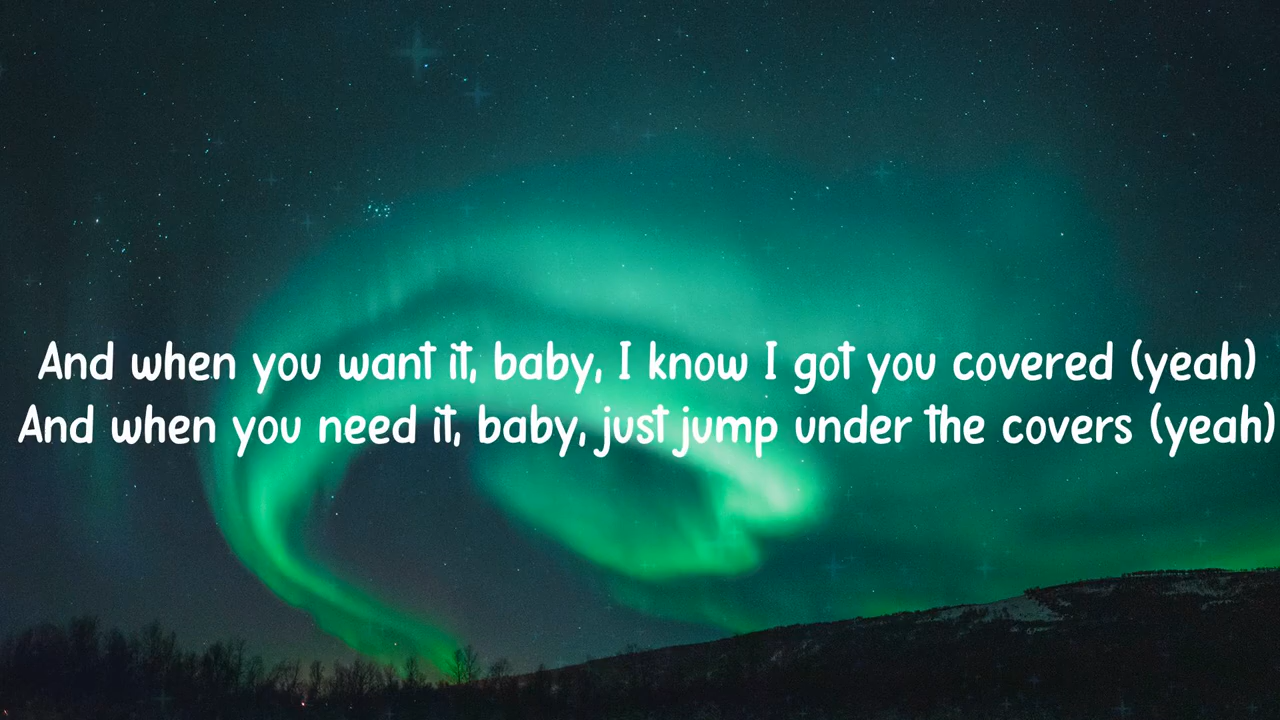 And when you want it, baby, I know I got you covered (yeah)
And when you need it, baby, just jump under the covers (yeah)